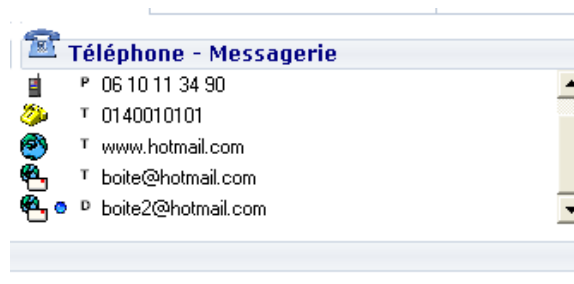 Téléphone - Messagerie
P 06 10 11 34 90
T 0140010101
T www.hotmail.com
T boite@hotmail.com
D boite2@hotmail.com